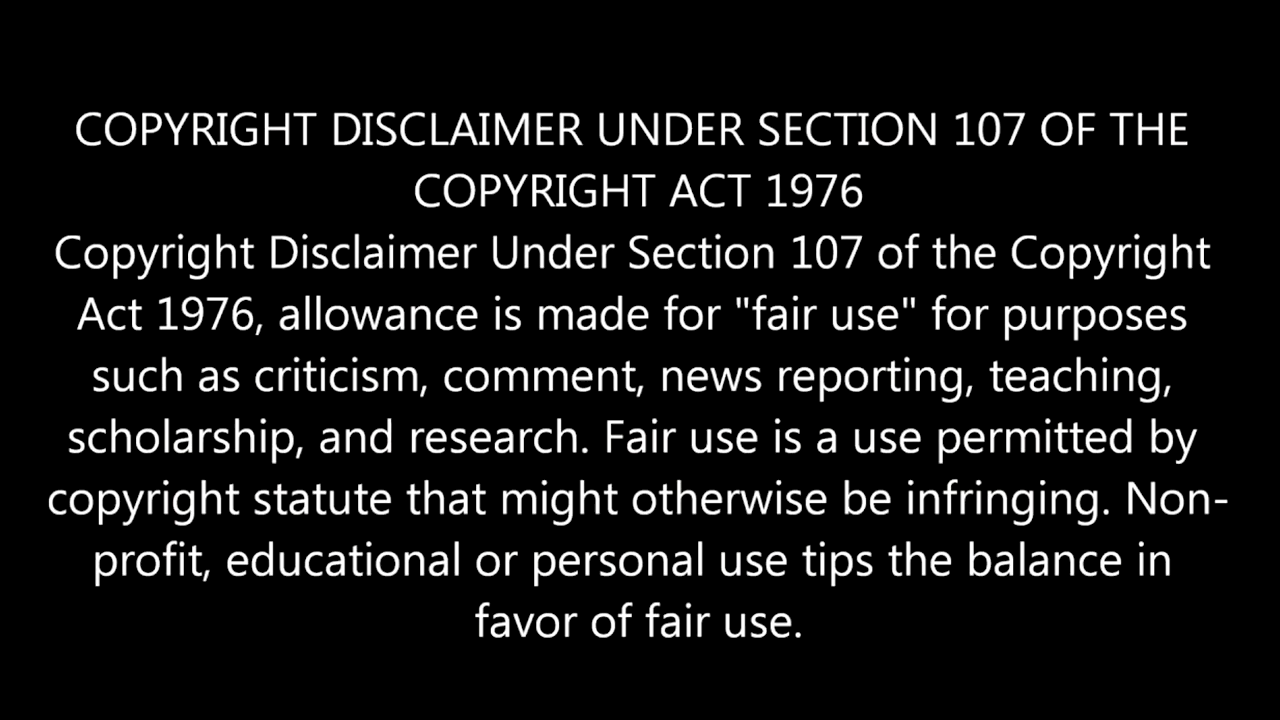 COPYRIGHT DISCLAIMER UNDER SECTION 107 OF THE
COPYRIGHT ACT 1976
Copyright Disclaimer Under Section 107 of the Copyright
Act 1976, allowance is made for "fair use" for purposes
such as criticism, comment, news reporting, teaching,
scholarship, and research. Fair use is a use permitted by
copyright statute that might otherwise be infringing. Non-
profit, educational or personal use tips the balance in
favor of fair use.